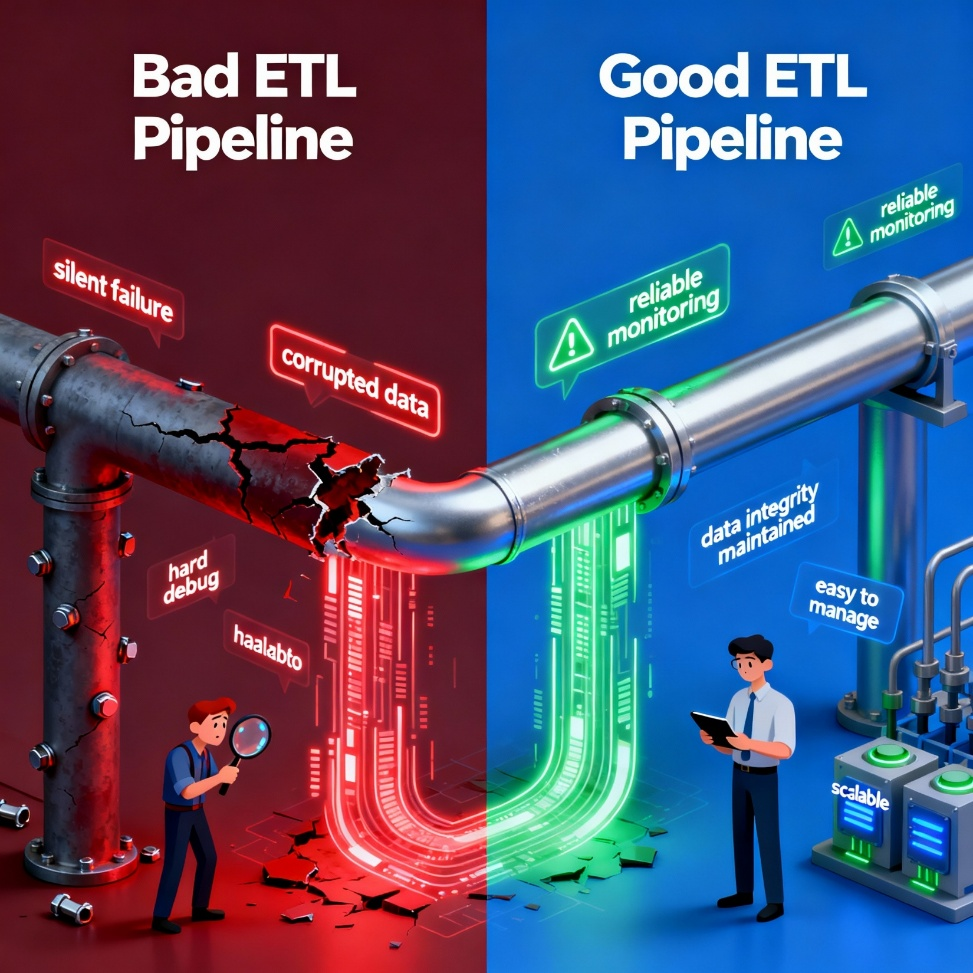 Bad ETL
Pipeline
Good ETL
Pipeline
silent failure
corrupted data
hard
debug
haalabto
reliable
monitoring
reliable
monitoring
data integrity
maintained
easy to
manage
scalable